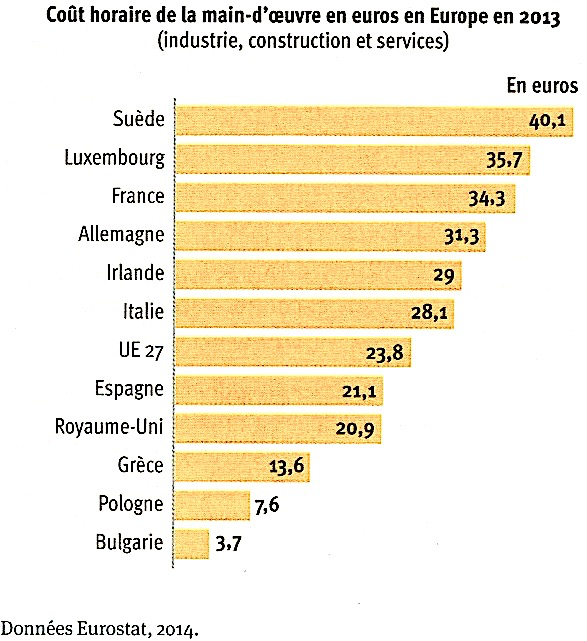 Coût horaire de la main-d'œuvre en euros en Europe en 2013
(industrie, construction et services)
En euros
Suède 40,1
Luxembourg 35,7
France 34,3
Allemagne 31,3
Irlande 29
Italie 28,1
UE 27 23,8
Espagne 21,1
Royaume-Uni 20,9
Grèce 13,6
Pologne 7,6
Bulgarie 3,7
Données Eurostat, 2014.